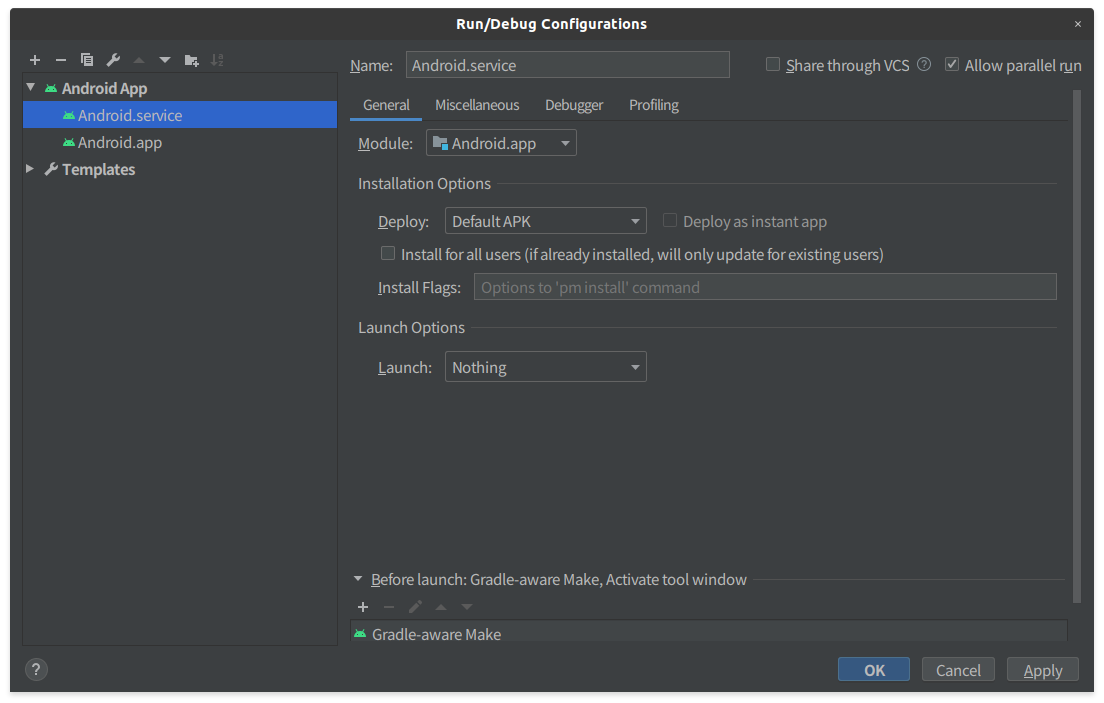 Run/Debug Configurations
Name: Android.service Share through VCS ? Allow parallel run
Android App
Android.service
Android.app
Templates
General Miscellaneous Debugger Profiling
Module: Android.app
Installation Options
Deploy: Default APK Deploy as instant app
Install for all users (if already installed, will only update for existing users)
Install Flags: Options to 'pm install' command
Launch Options
Launch: Nothing
Before launch: Gradle-aware Make, Activate tool window
Gradle-aware Make
? OK Cancel Apply